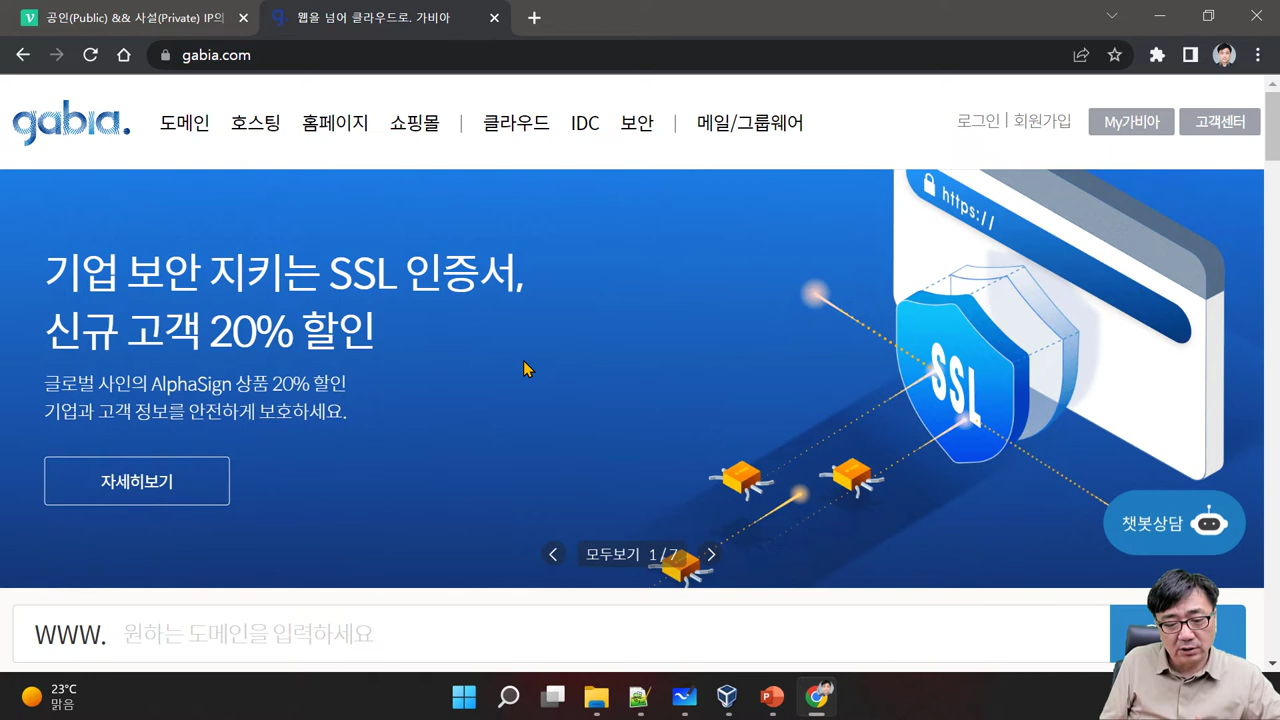 공인(Public) && 사설(Private) IP의
웹을 넘어 클라우드로. 가비아
gabia.com
gabia.
도메인 호스팅 홈페이지 쇼핑몰 | 클라우드 IDC 보안 | 메일/그룹웨어
로그인 | 회원가입 My가비아 고객센터
https://
기업 보안 지키는 SSL 인증서,
신규 고객 20% 할인
SSL
글로벌 사인의 AlphaSign 상품 20% 할인
기업과 고객 정보를 안전하게 보호하세요.
자세히보기
챗봇상담
모두보기 1 / 7
WWW. 원하는 도메인을 입력하세요
23°C
맑음